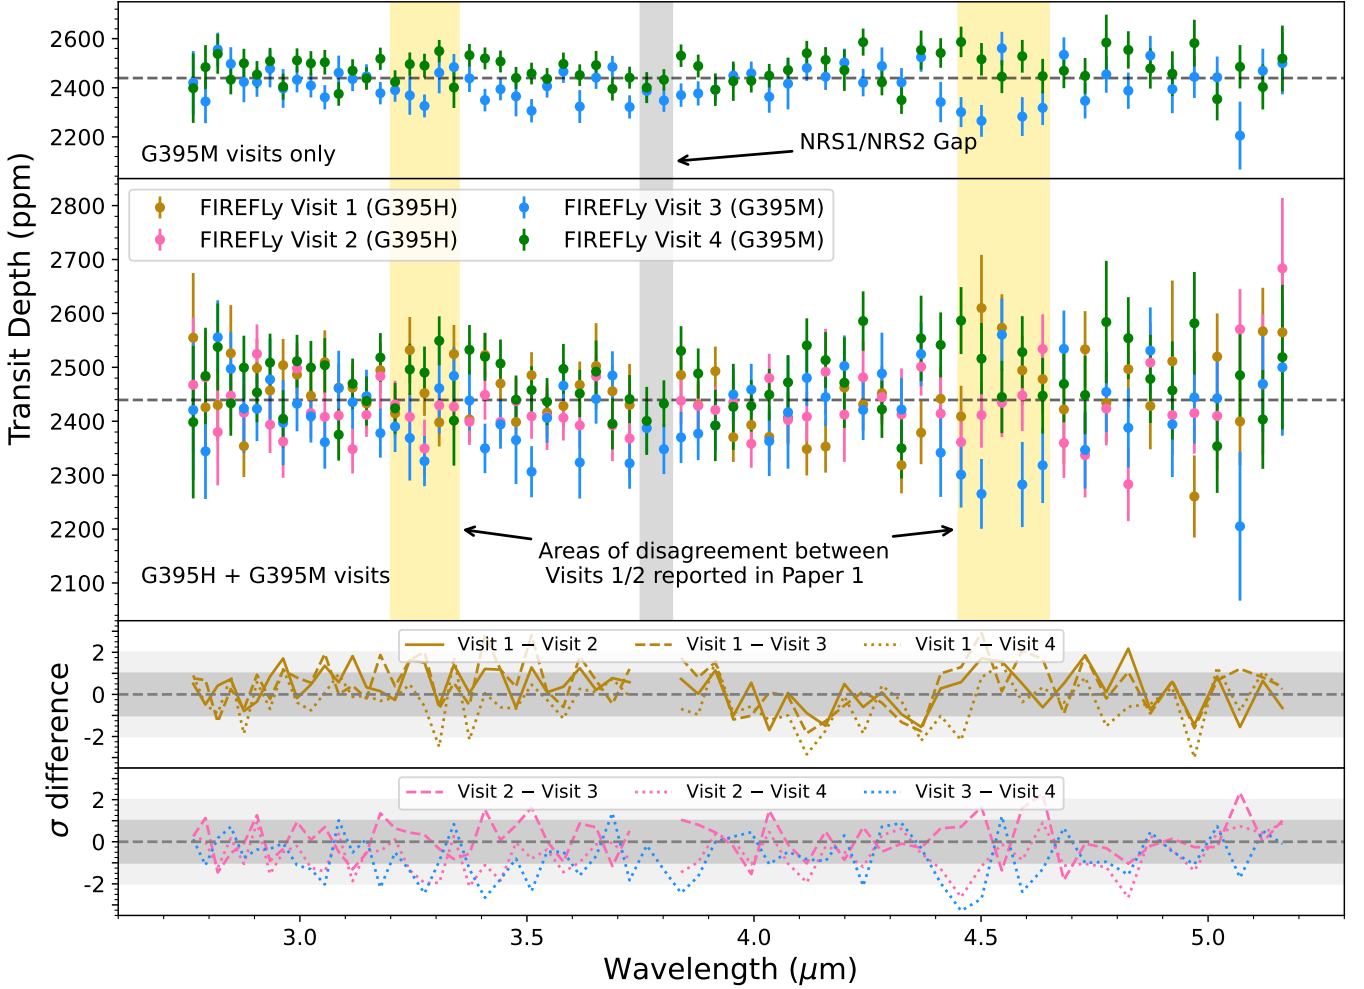 2600
2400
2200
G395M visits only
NRS1/NRS2 Gap
Transit Depth (ppm)
2800
2700
2600
2500
2400
2300
2200
2100
FIREFLy Visit 1 (G395H)
FIREFLy Visit 2 (G395H)
FIREFLy Visit 3 (G395M)
FIREFLy Visit 4 (G395M)
Areas of disagreement between
Visits 1/2 reported in Paper 1
G395H + G395M visits
σ difference
2
0
-2
Visit 1 − Visit 2
Visit 1 − Visit 3
Visit 1 − Visit 4
2
0
-2
Visit 2 − Visit 3
Visit 2 − Visit 4
Visit 3 − Visit 4
3.0
3.5
4.0
4.5
5.0
Wavelength (μm)